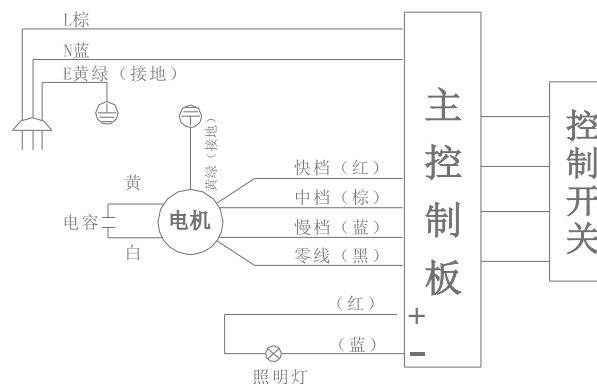 L棕
N蓝
E黄绿（接地）
黄绿（接地）
主控制板
控制开关
快档（红）
中档（棕）
慢档（蓝）
零线（黑）
黄
电容
电机
白
（红）
+
（蓝）
-
照明灯